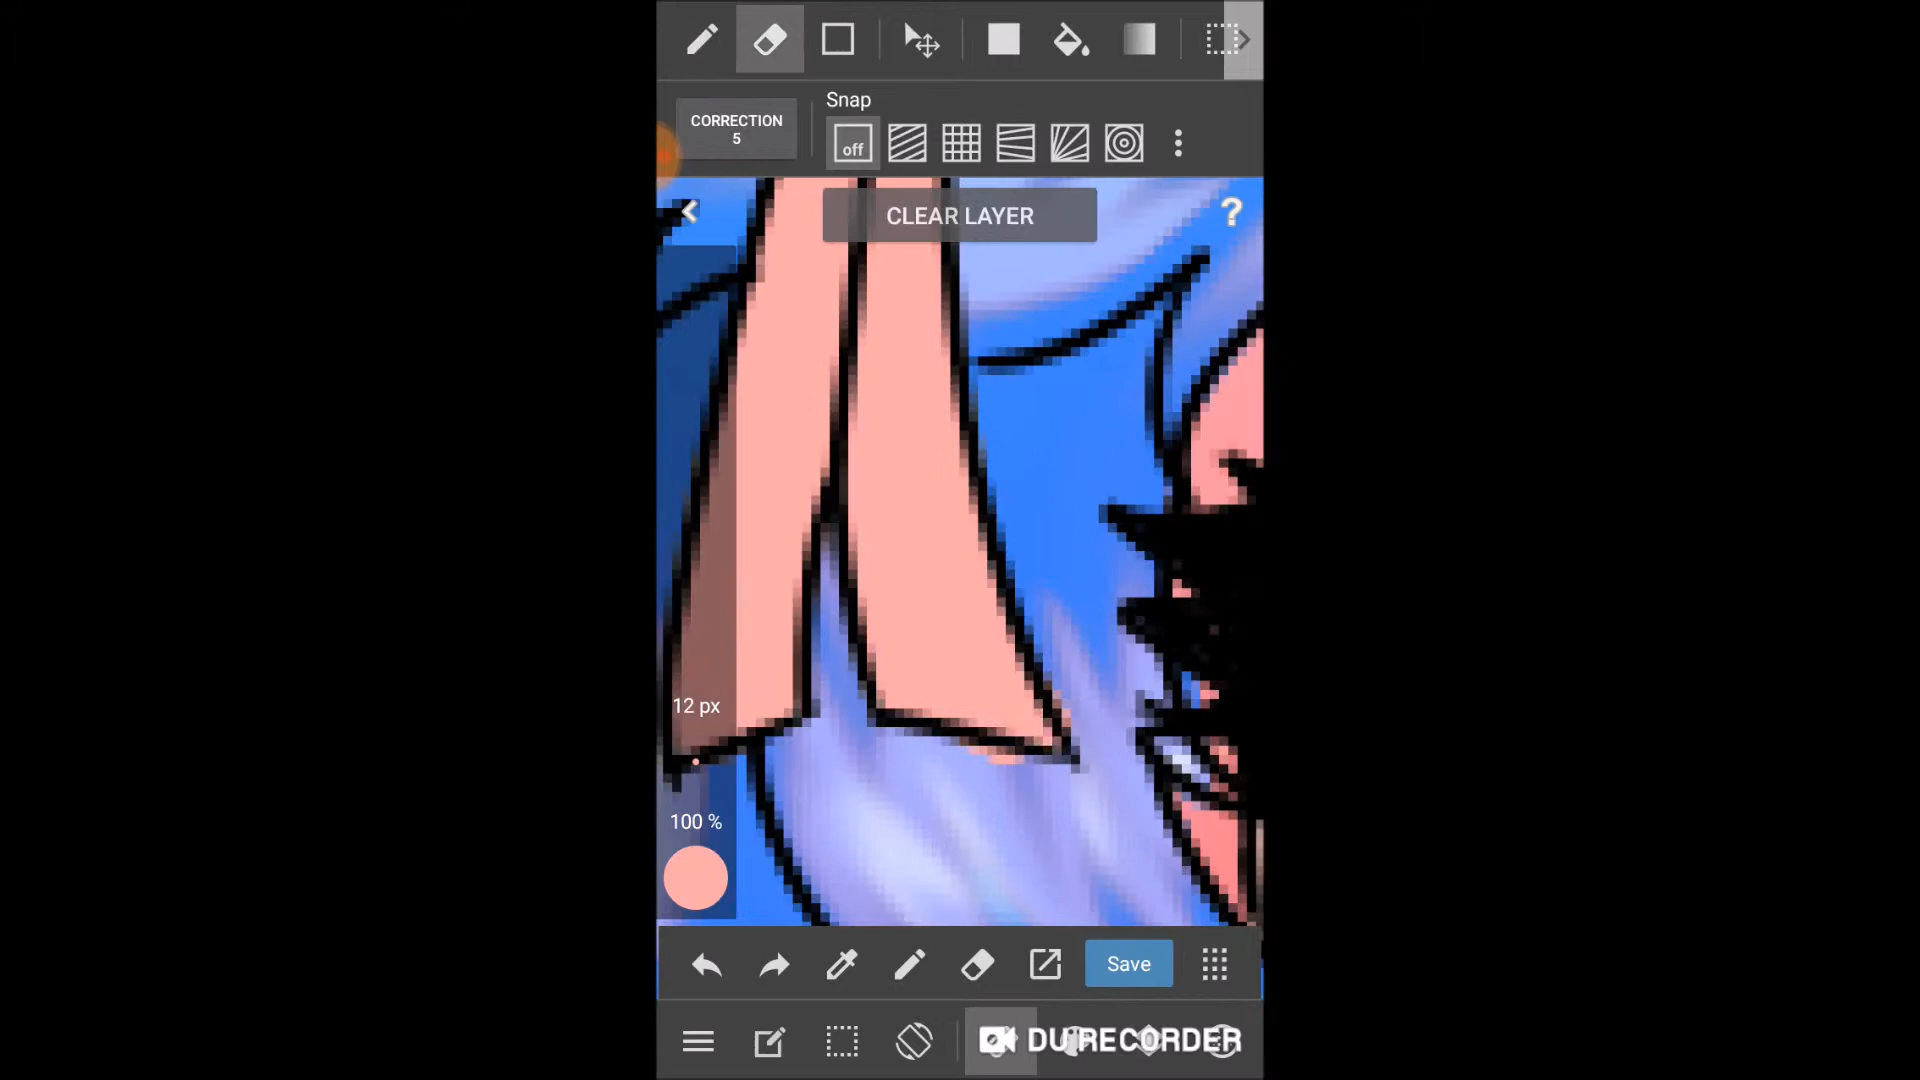 CORRECTION
5
Snap
off
CLEAR LAYER
?
12 px
100 %
Save
DU RECORDER